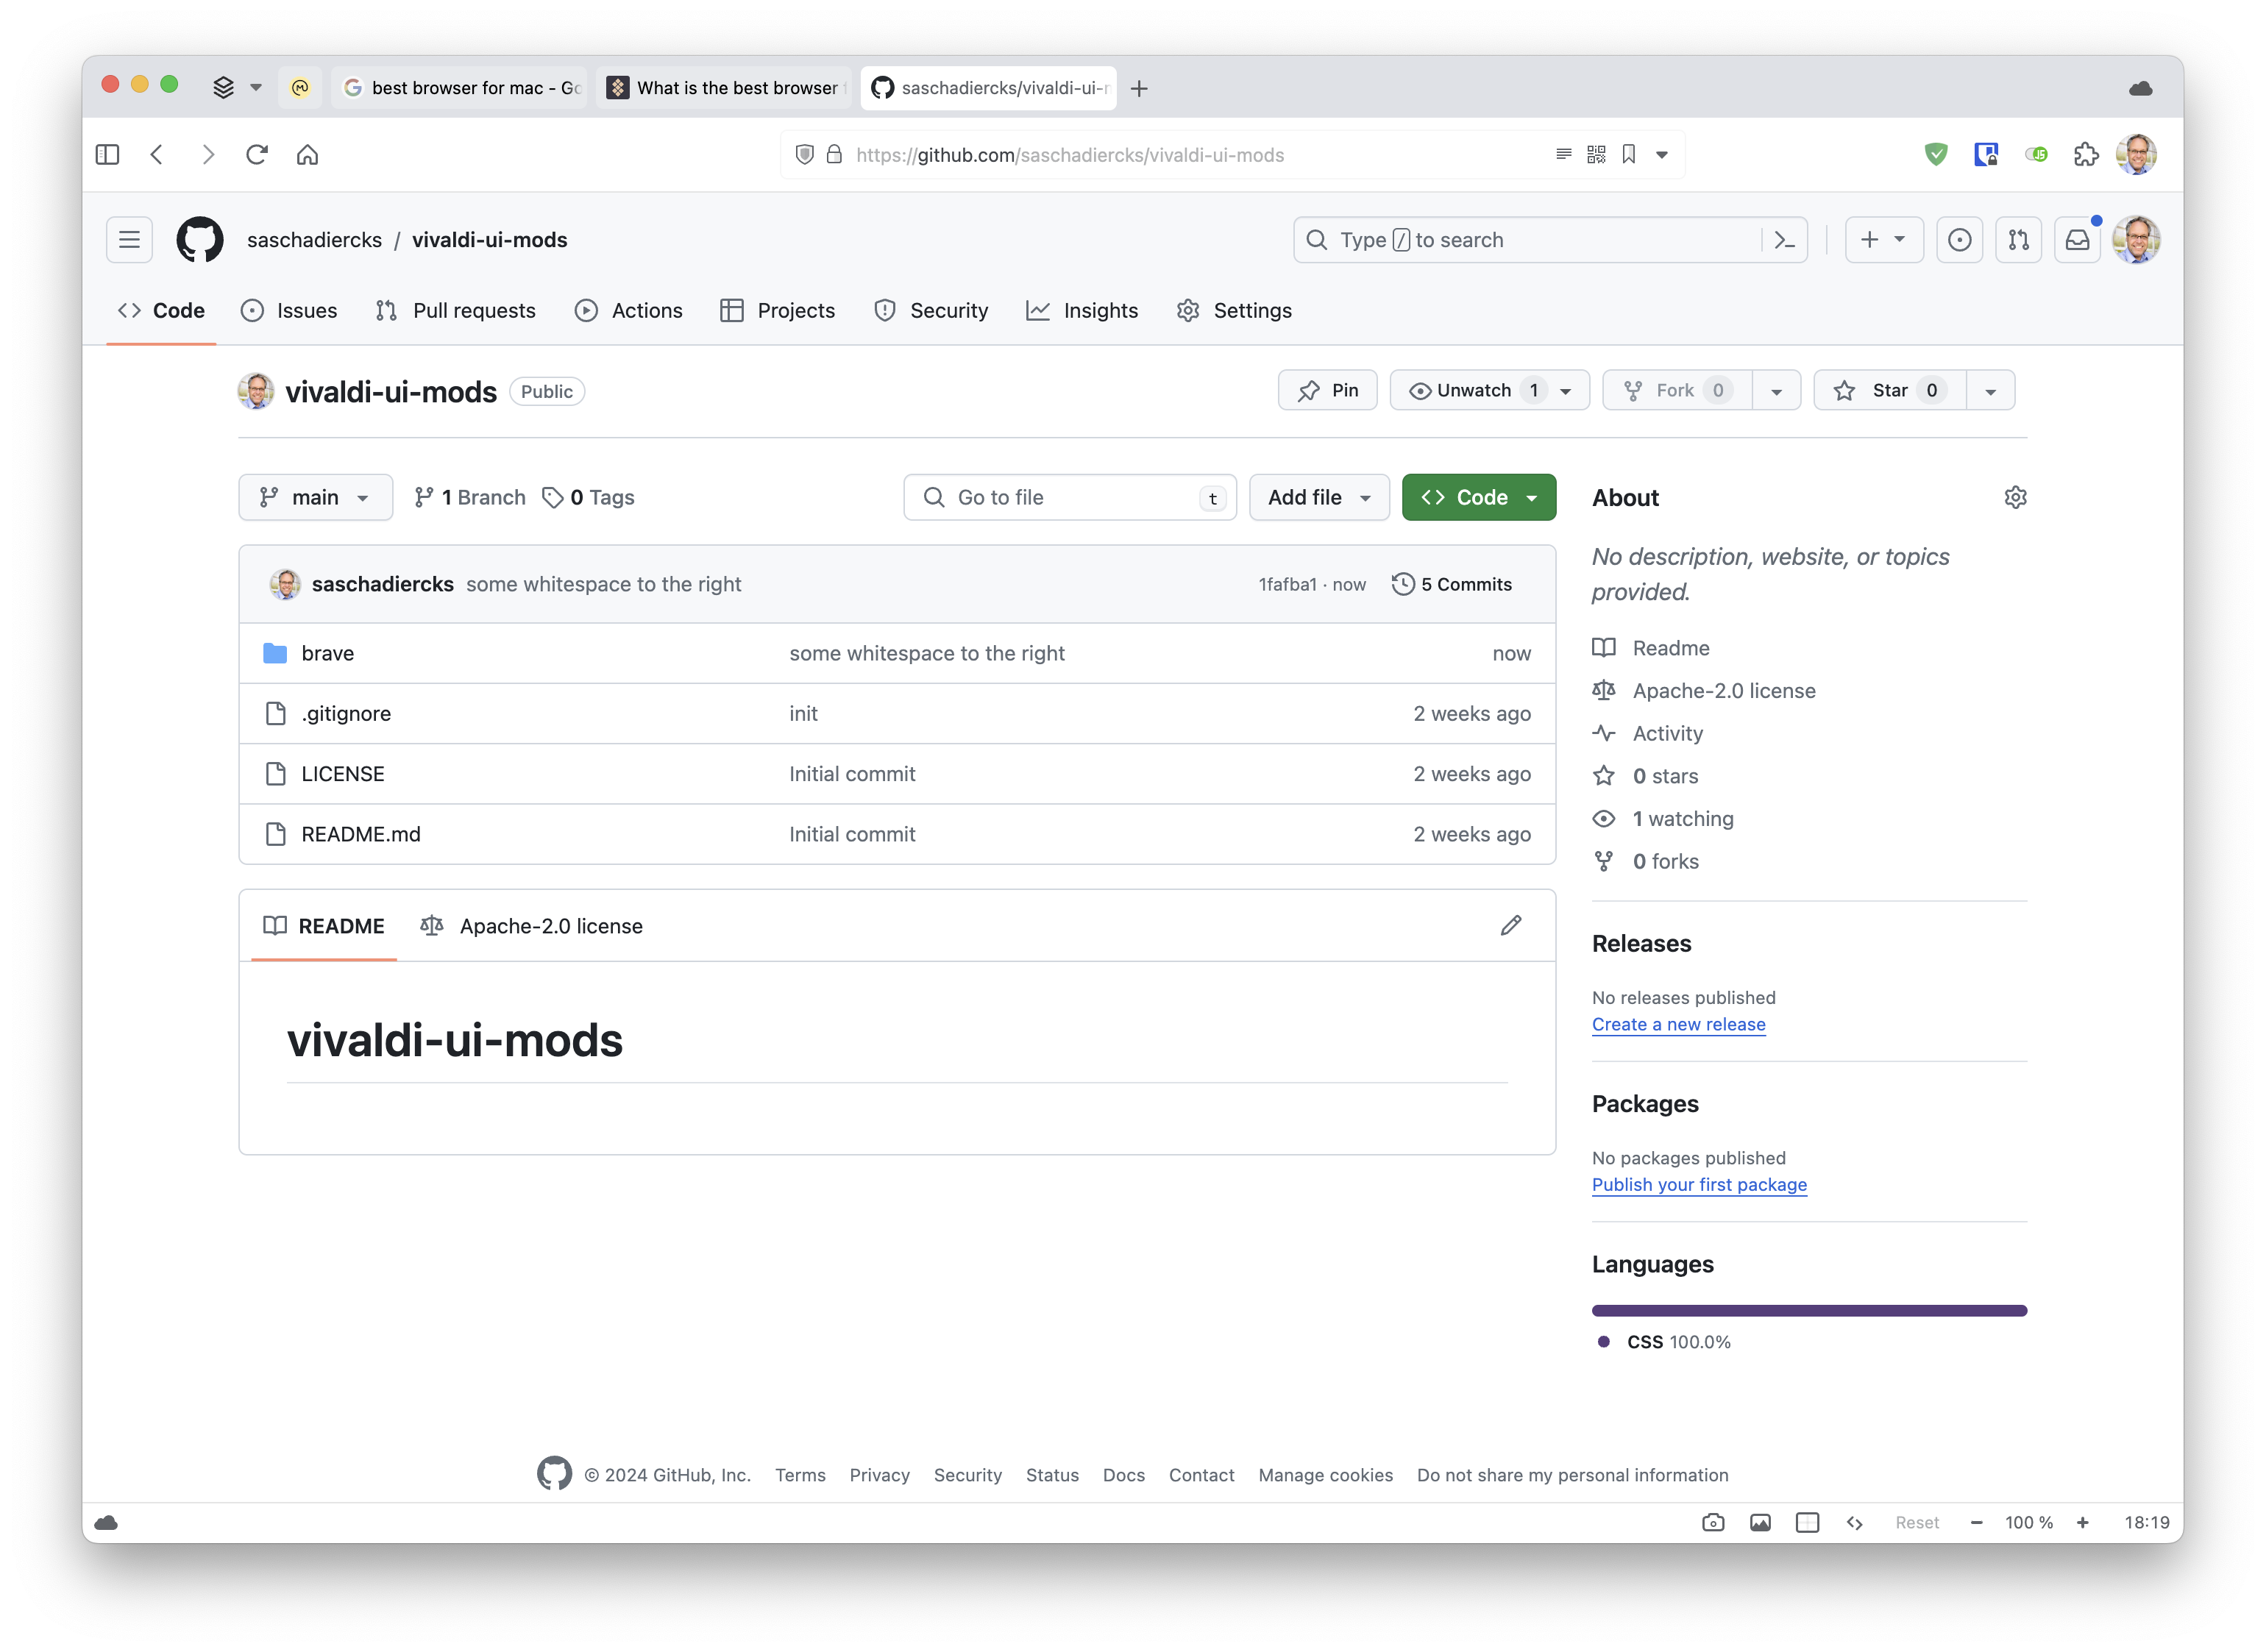 best browser for mac - Go
What is the best browser
saschadiercks/vivaldi-ui-
https://github.com/saschadiercks/vivaldi-ui-mods
saschadiercks / vivaldi-ui-mods
Type / to search
Code
Issues
Pull requests
Actions
Projects
Security
Insights
Settings
vivaldi-ui-mods Public
Pin
Unwatch 1
Fork 0
Star 0
main
1 Branch
0 Tags
Go to file t
Add file
Code
saschadiercks some whitespace to the right 1fafba1 · now 5 Commits
brave some whitespace to the right now
.gitignore init 2 weeks ago
LICENSE Initial commit 2 weeks ago
README.md Initial commit 2 weeks ago
README
Apache-2.0 license
vivaldi-ui-mods
About
No description, website, or topics
provided.
Readme
Apache-2.0 license
Activity
0 stars
1 watching
0 forks
Releases
No releases published
Create a new release
Packages
No packages published
Publish your first package
Languages
CSS 100.0%
© 2024 GitHub, Inc. Terms Privacy Security Status Docs Contact Manage cookies Do not share my personal information
Reset 100 % 18:19